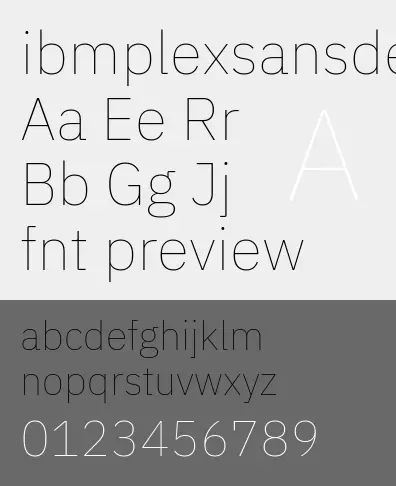 ibmplexsansde
Aa Ee Rr
Bb Gg Jj
A
fnt preview
abcdefghijklm
nopqrstuvwxyz
0123456789